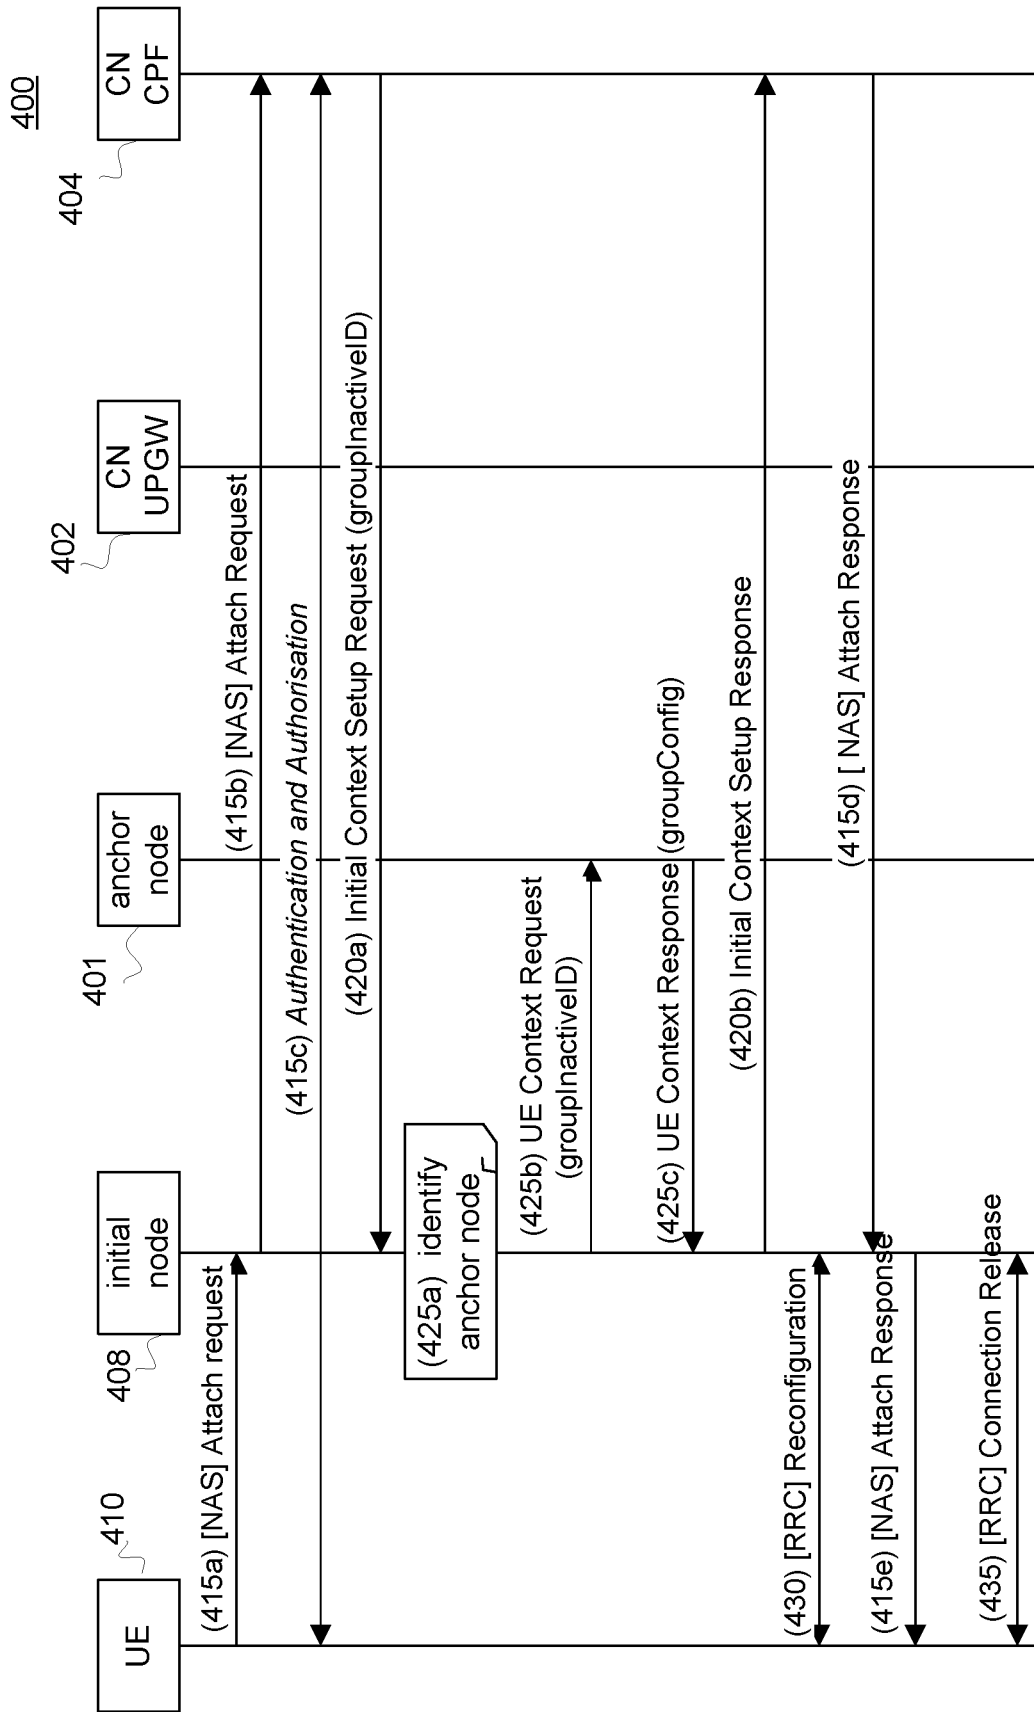 400
UE
410
initial
node
408
anchor
node
401
CN
UPGW
402
CN
CPF
404
(415a) [NAS] Attach request
(415b) [NAS] Attach Request
(415c) Authentication and Authorisation
(420a) Initial Context Setup Request (groupInactiveID)
(425a) identify
anchor node
(425b) UE Context Request
(groupInactiveID)
(425c) UE Context Response (groupConfig)
(420b) Initial Context Setup Response
(430) [RRC] Reconfiguration
(415d) [ NAS] Attach Response
(415e) [NAS] Attach Response
(435) [RRC] Connection Release